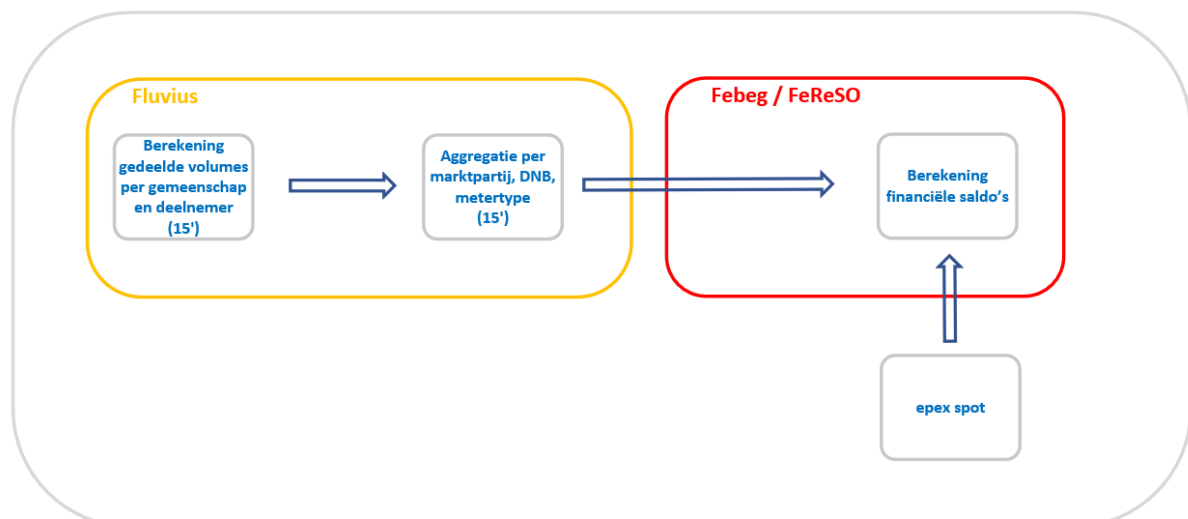 Fluvius
Berekening
gedeelde volumes
per gemeenschap
en deelnemer
(15')
Aggregatie per
marktpartij, DNB,
metertype
(15')
Febeg / FeReSO
Berekening
financiële saldo's
epex spot